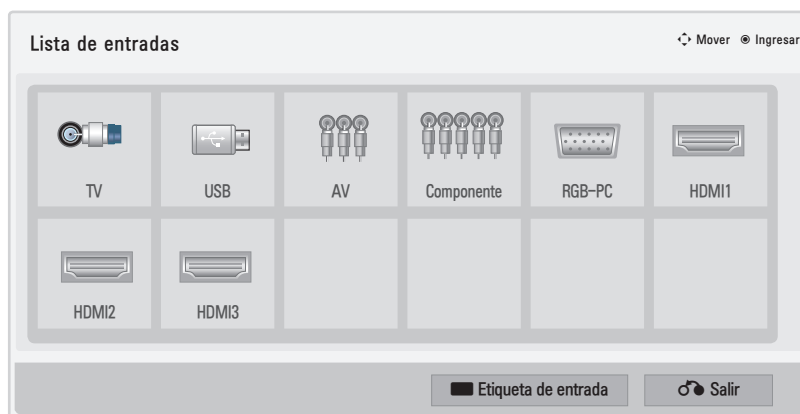 Lista de entradas
Mover Ingresar
TV USB AV Componente RGB-PC HDMI1
HDMI2 HDMI3
Etiqueta de entrada Salir